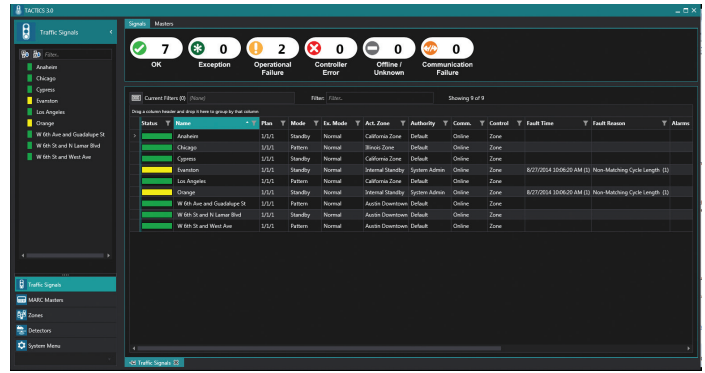 TACTICS 3.0
Traffic Signals
Filter..
Anaheim
Chicago
Cypress
Evanston
Los Angeles
Orange
W 6th Ave and Guadalupe St
W 6th St and N Lamar Blvd
W 6th St and West Ave
Traffic Signals
MARC Masters
Zones
Detectors
System Menu
Signals Masters
7 0 2 0 0 0
OK Exception Operational Failure Controller Error Offline / Unknown Communication Failure
Current Filters (0) (None) Filter: Filter.. Showing 9 of 9
Drag a column header and drop it here to group by that column
Status Name Plan Mode Ex. Mode Act. Zone Authority Comm. Control Fault Time Fault Reason Alarms
Anaheim 1/1/1 Standby Normal California Zone Default Online Zone
Chicago 1/1/1 Pattern Normal Illinois Zone Default Online Zone
Cypress 1/1/1 Standby Normal California Zone Default Online Zone
Evanston 1/1/1 Standby Normal Internal Standby System Admin Online Zone 8/27/2014 10:06:20 AM (1) Non-Matching Cycle Length (1)
Los Angeles 1/1/1 Pattern Normal California Zone Default Online Zone
Orange 1/1/1 Standby Normal Internal Standby System Admin Online Zone 8/27/2014 10:06:20 AM (1) Non-Matching Cycle Length (1)
W 6th Ave and Guadalupe St 1/1/1 Pattern Normal Austin Downtown Default Online Zone
W 6th St and N Lamar Blvd 1/1/1 Standby Normal Austin Downtown Default Online Zone
W 6th St and West Ave 1/1/1 Pattern Normal Austin Downtown Default Online Zone
Traffic Signals